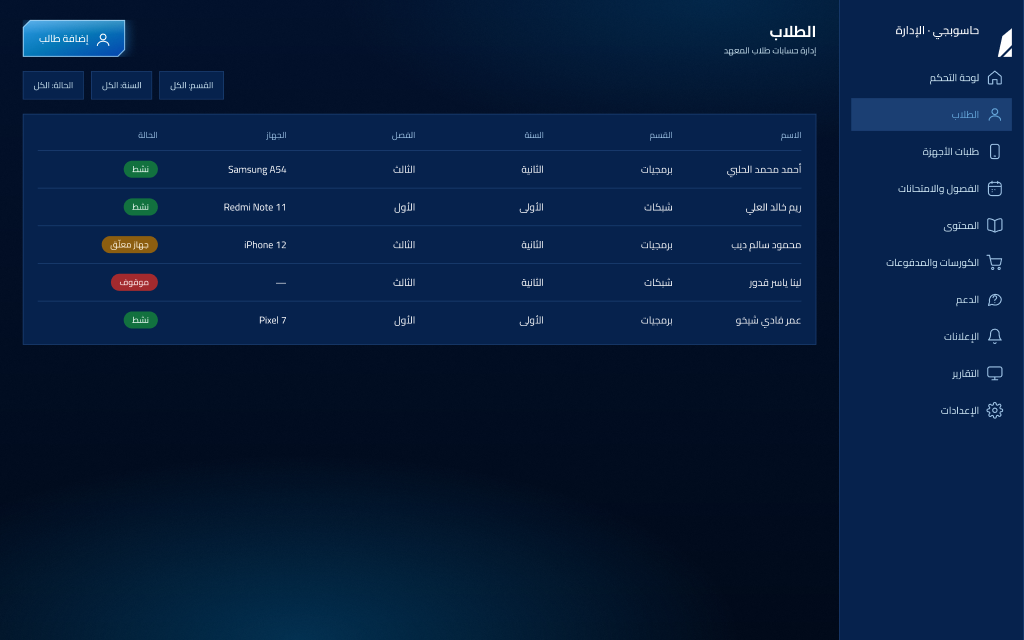 حاسوبجي · الإدارة
لوحة التحكم
الطلاب
طلبات الأجهزة
الفصول والامتحانات
المحتوى
الكورسات والمدفوعات
الدعم
الإعلانات
التقارير
الإعدادات
الطلاب
إدارة حسابات طلاب المعهد
إضافة طالب
القسم: الكل السنة: الكل الحالة: الكل
الاسم القسم السنة الفصل الجهاز الحالة
أحمد محمد الحلبي برمجيات الثانية الثالث Samsung A54 نشط
ريم خالد العلي شبكات الأولى الأول Redmi Note 11 نشط
محمود سالم ديب برمجيات الثانية الثالث iPhone 12 جهاز معلّق
لينا ياسر قدور شبكات الثانية الثالث — موقوف
عمر فادي شيخو برمجيات الأولى الأول Pixel 7 نشط